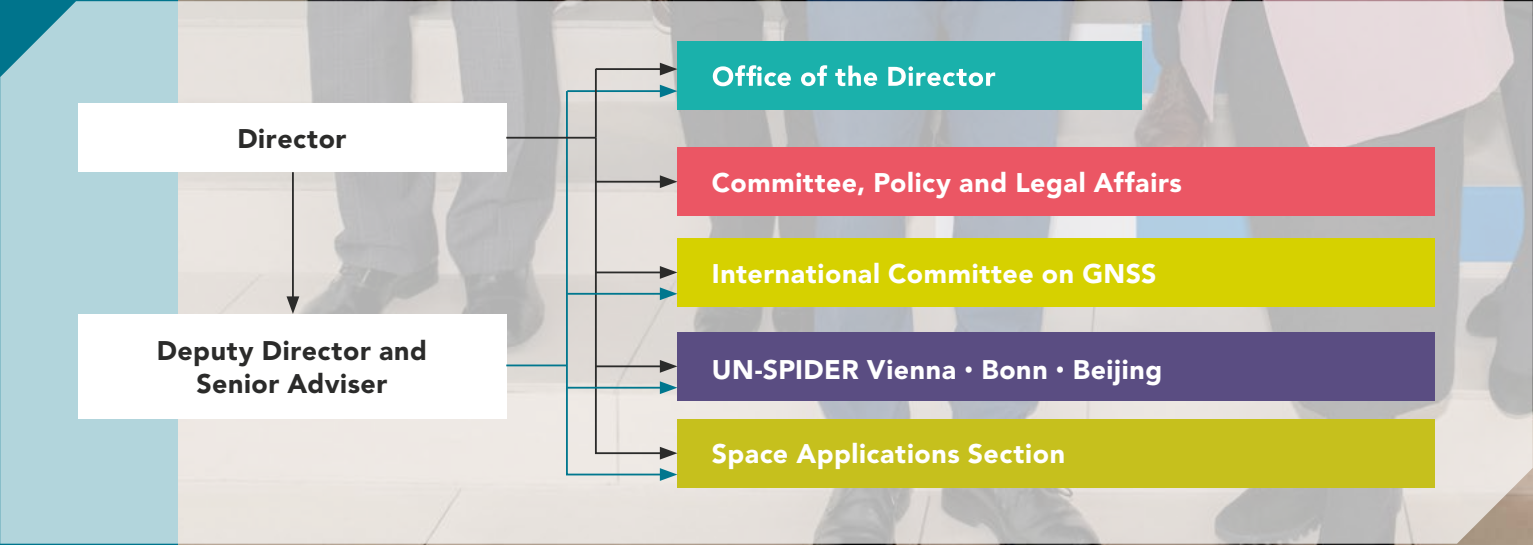 Director
Deputy Director and
Senior Adviser
Office of the Director
Committee, Policy and Legal Affairs
International Committee on GNSS
UN-SPIDER Vienna • Bonn • Beijing
Space Applications Section